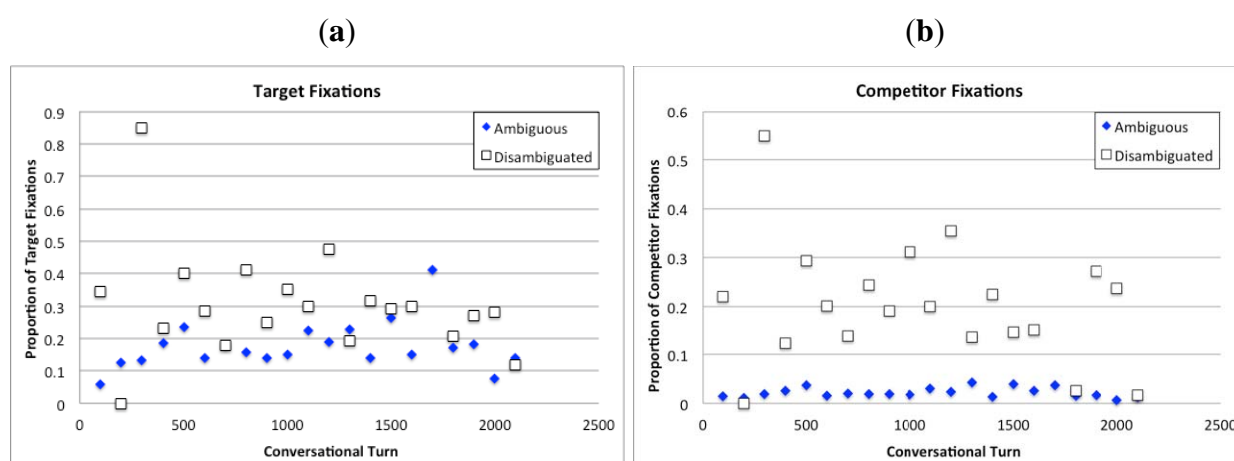 (a)
Target Fixations
Proportion of Target Fixations
0.9
0.8
0.7
0.6
0.5
0.4
0.3
0.2
0.1
0
0 500 1000 1500 2000 2500
Conversational Turn
Ambiguous
Disambiguated
(b)
Competitor Fixations
Proportion of Competitor Fixations
0.6
0.5
0.4
0.3
0.2
0.1
0
0 500 1000 1500 2000 2500
Conversational Turn
Ambiguous
Disambiguated